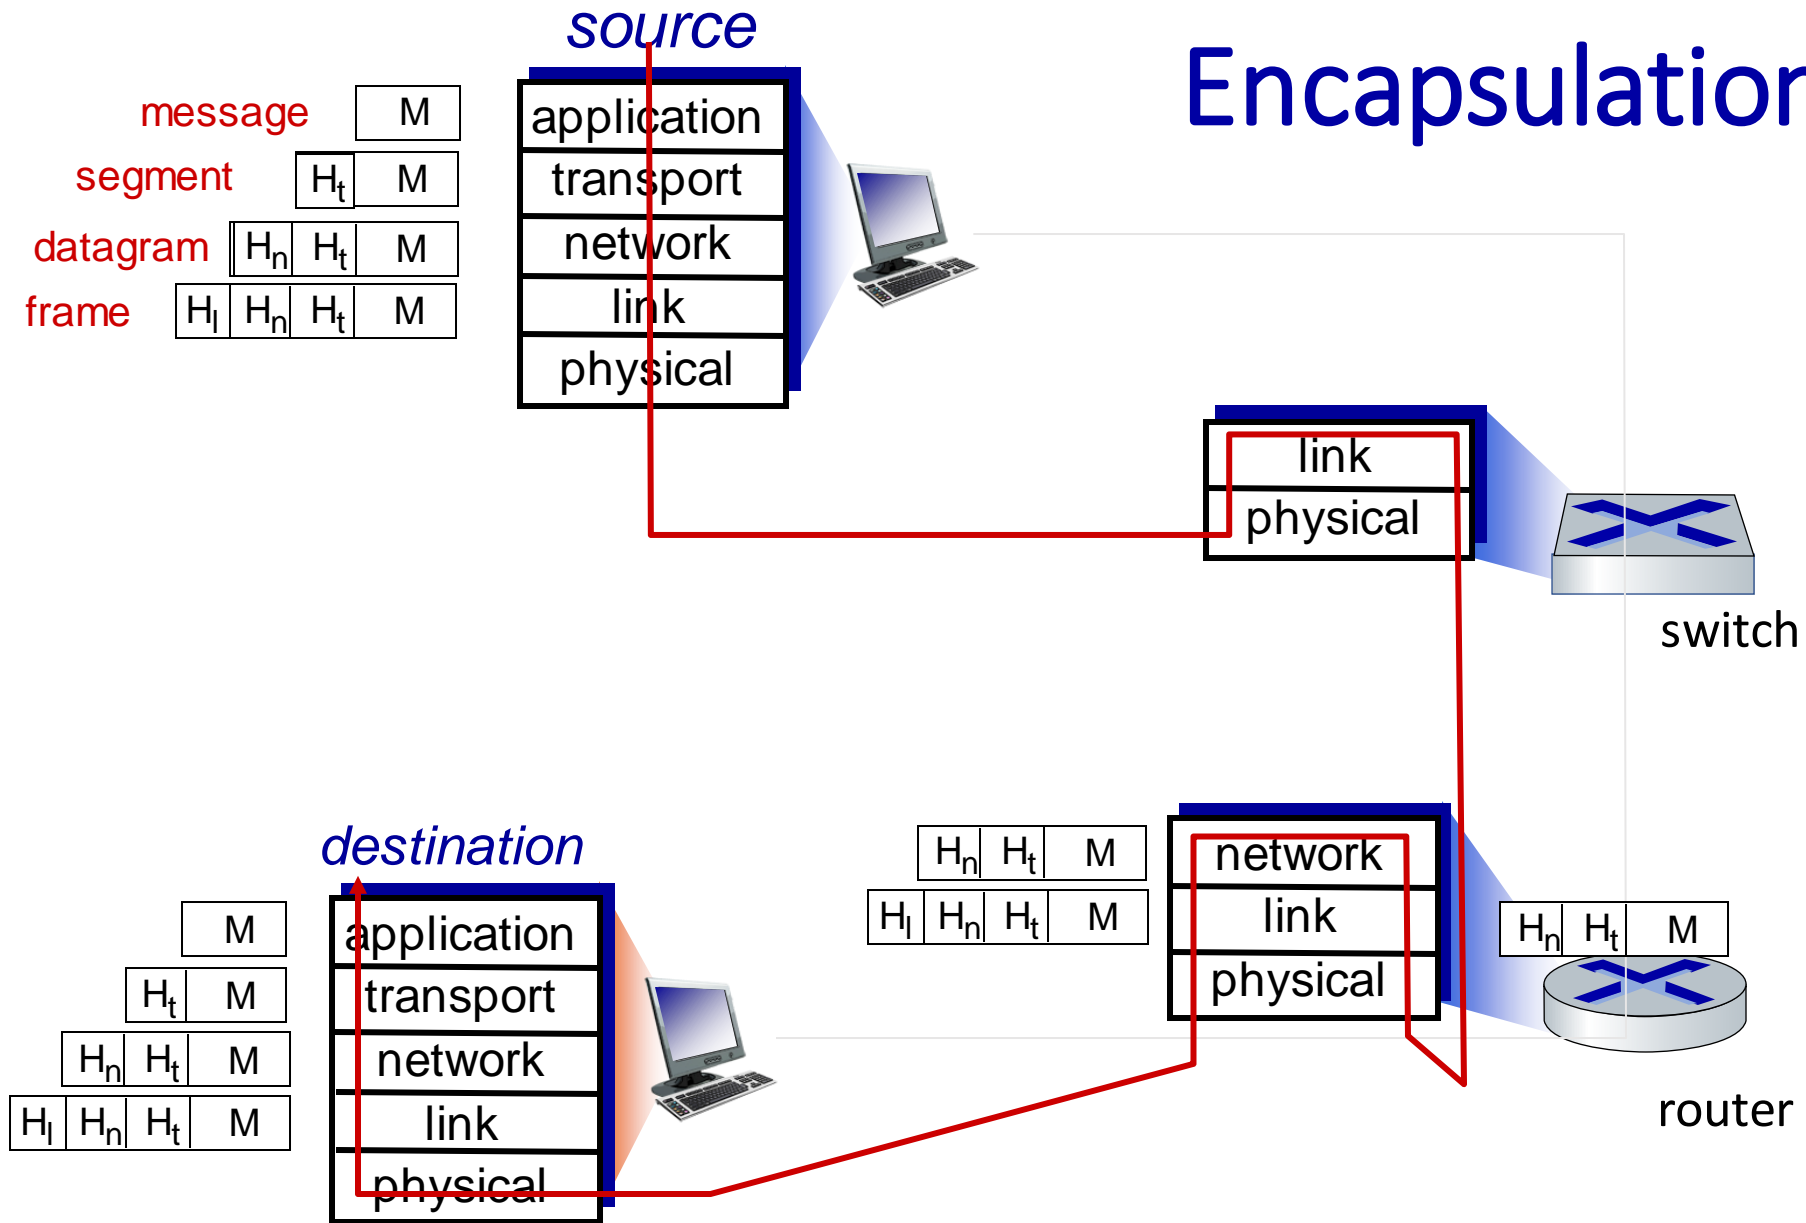 source
Encapsulation
message M
segment Ht M
datagram Hn Ht M
frame Hl Hn Ht M
application
transport
network
link
physical
link
physical
switch
destination
M
Ht M
Hn Ht M
Hl Hn Ht M
application
transport
network
link
physical
Hn Ht M
Hl Hn Ht M
network
link
physical
Hn Ht M
router